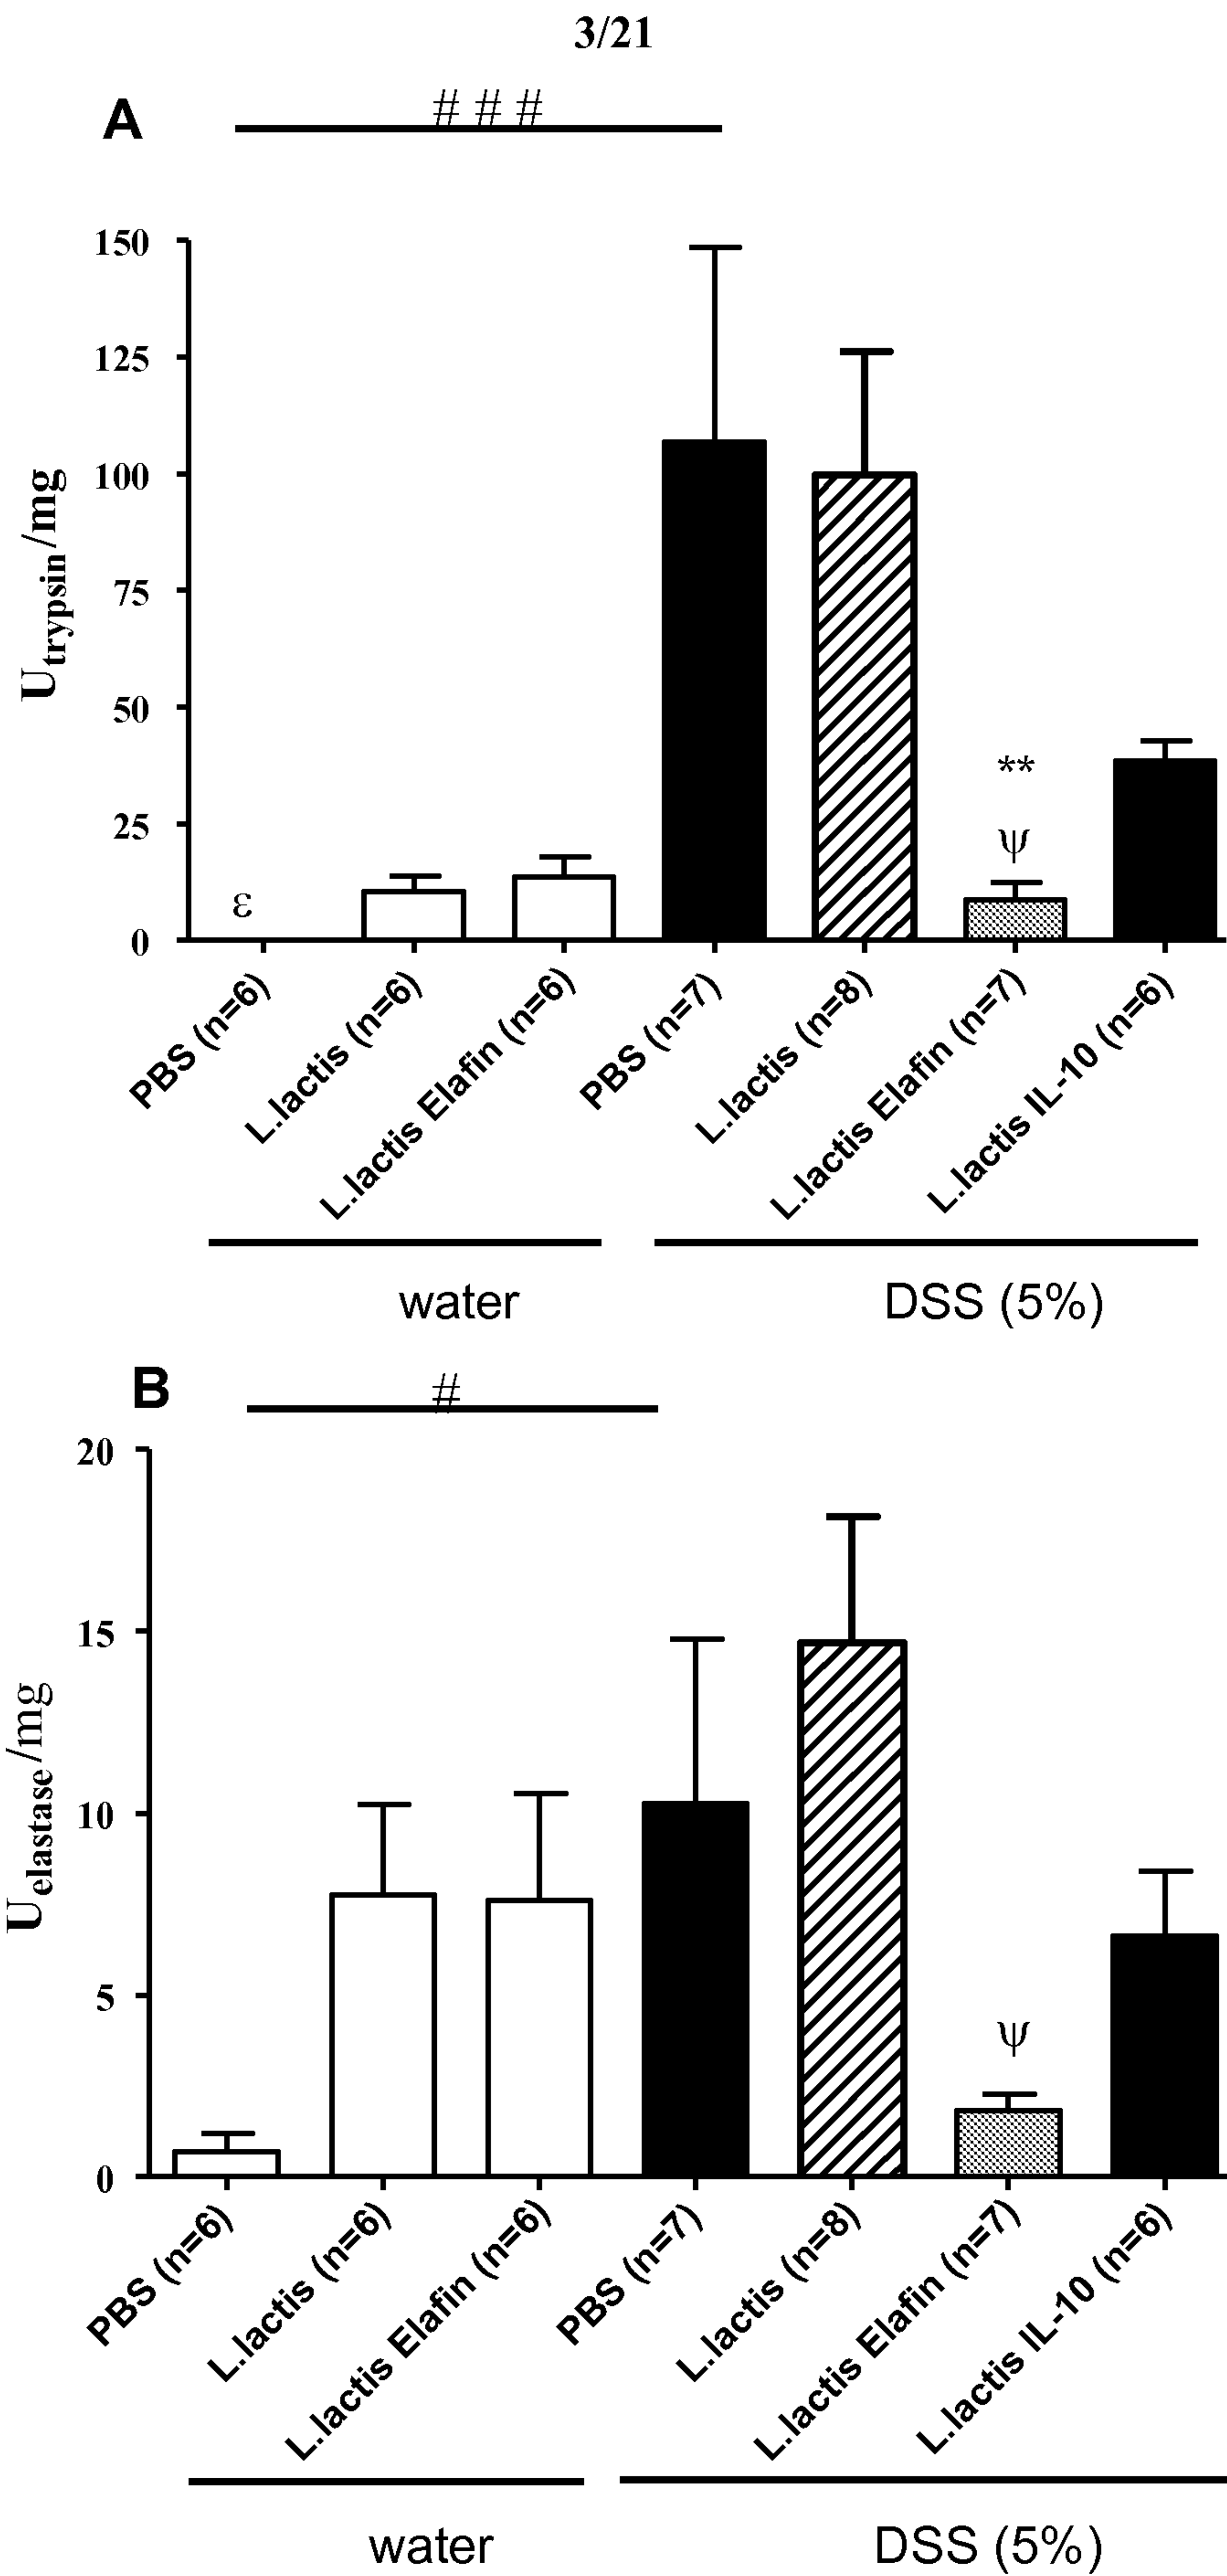 3/21
A
# # #
U trypsin/mg
150
125
100
75
50
25
0
ε
**
ψ
PBS (n=6)
L.lactis (n=6)
L.lactis Elafin (n=6)
PBS (n=7)
L.lactis (n=8)
L.lactis Elafin (n=7)
L.lactis IL-10 (n=6)
water
DSS (5%)
B
#
U elastase/mg
20
15
10
5
0
ψ
PBS (n=6)
L.lactis (n=6)
L.lactis Elafin (n=6)
PBS (n=7)
L.lactis (n=8)
L.lactis Elafin (n=7)
L.lactis IL-10 (n=6)
water
DSS (5%)